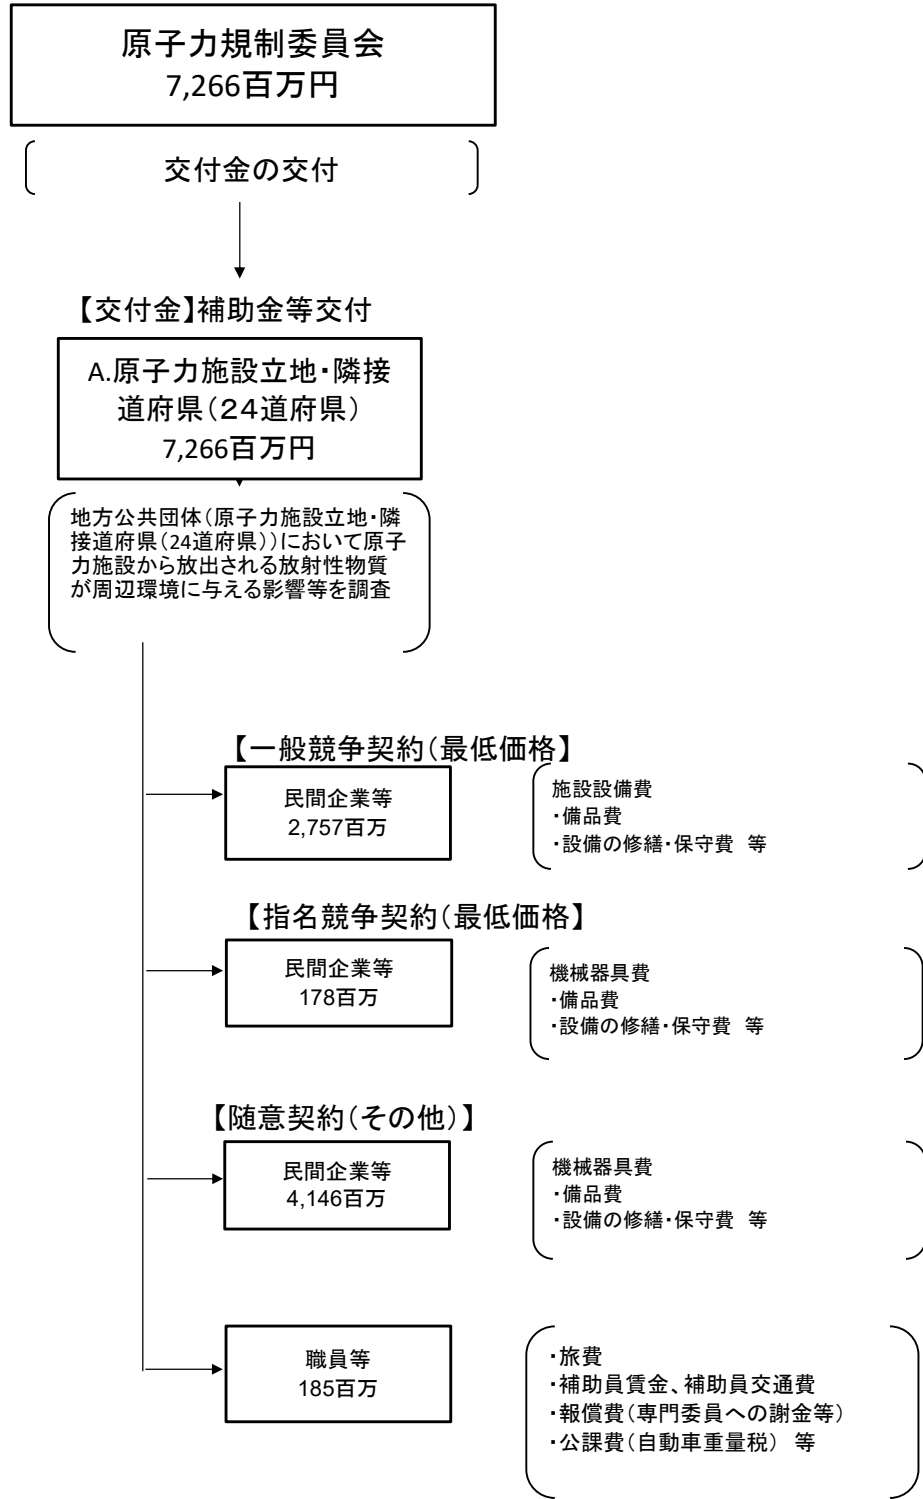 原子力規制委員会
7,266百万円
交付金の交付
【交付金】補助金等交付
A.原子力施設立地・隣接
道府県(２４道府県)
7,266百万円
地方公共団体(原子力施設立地・隣
接道府県(24道府県))において原子
力施設から放出される放射性物質
が周辺環境に与える影響等を調査
【一般競争契約(最低価格】
民間企業等
2,757百万
施設設備費
・備品費
・設備の修繕・保守費　等
【指名競争契約(最低価格】
民間企業等
178百万
機械器具費
・備品費
・設備の修繕・保守費　等
【随意契約(その他)】
民間企業等
4,146百万
機械器具費
・備品費
・設備の修繕・保守費　等
職員等
185百万
・旅費
・補助員賃金、補助員交通費
・報償費(専門委員への謝金等)
・公課費(自動車重量税)　等